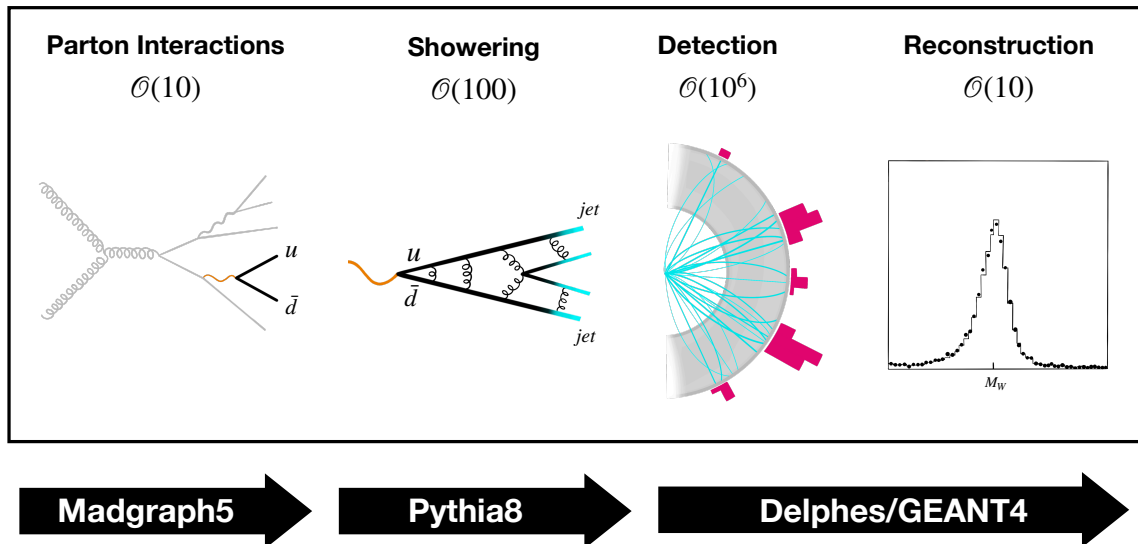 Parton Interactions
𝒪(10)
Showering
𝒪(100)
Detection
𝒪(10⁶)
Reconstruction
𝒪(10)
u
d̄
u
d̄
jet
jet
M_W
Madgraph5
Pythia8
Delphes/GEANT4